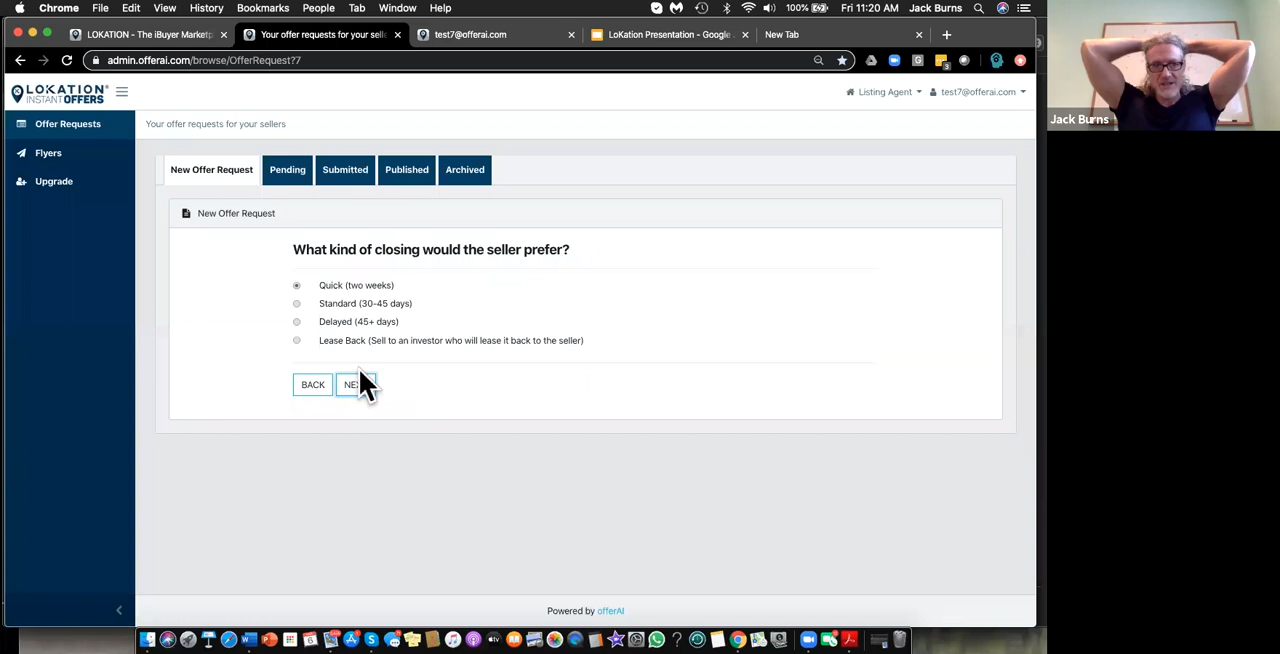 Chrome File Edit View History Bookmarks People Tab Window Help 100% Fri 11:20 AM Jack Burns
LOKATION - The iBuyer Marketp Your offer requests for your selle test7@offerai.com LoKation Presentation - Google New Tab
admin.offerai.com/browse/OfferRequest?7
LOKATION
INSTANT OFFERS
Listing Agent test7@offerai.com
Jack Burns
Offer Requests
Your offer requests for your sellers
Flyers
Upgrade
New Offer Request Pending Submitted Published Archived
New Offer Request
What kind of closing would the seller prefer?
Quick (two weeks)
Standard (30-45 days)
Delayed (45+ days)
Lease Back (Sell to an investor who will lease it back to the seller)
BACK NE
Powered by offerAI